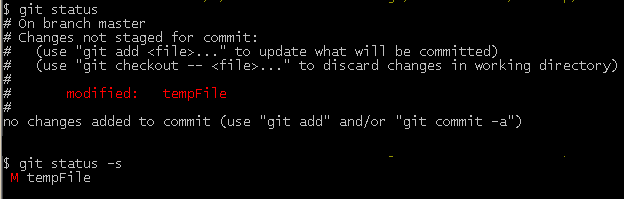 $ git status
# On branch master
# Changes not staged for commit:
#   (use "git add <file>..." to update what will be committed)
#   (use "git checkout -- <file>..." to discard changes in working directory)
#
#       modified:   tempFile
#
no changes added to commit (use "git add" and/or "git commit -a")
$ git status -s
 M tempFile